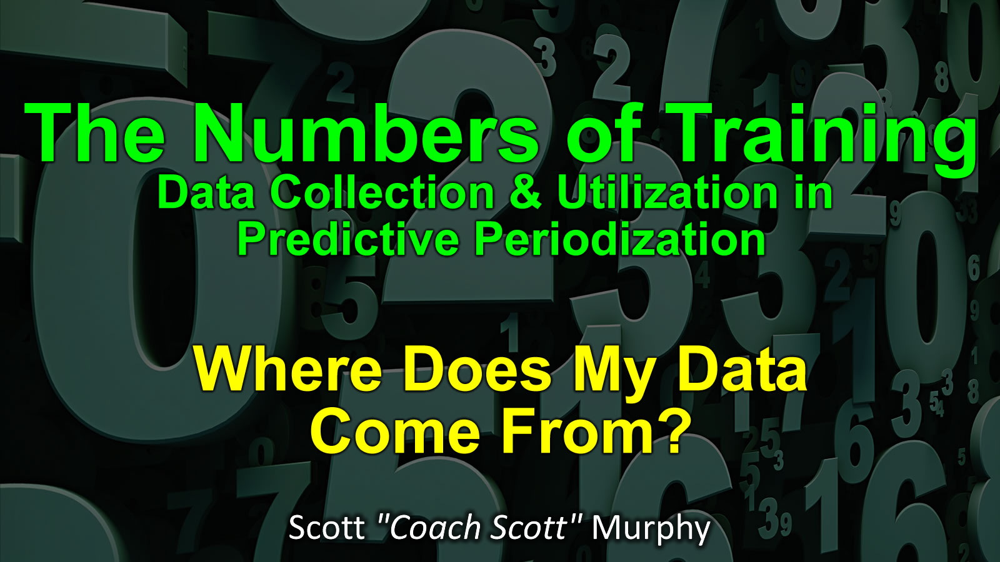 The Numbers of Training
Data Collection & Utilization in
Predictive Periodization
Where Does My Data
Come From?
Scott "Coach Scott" Murphy